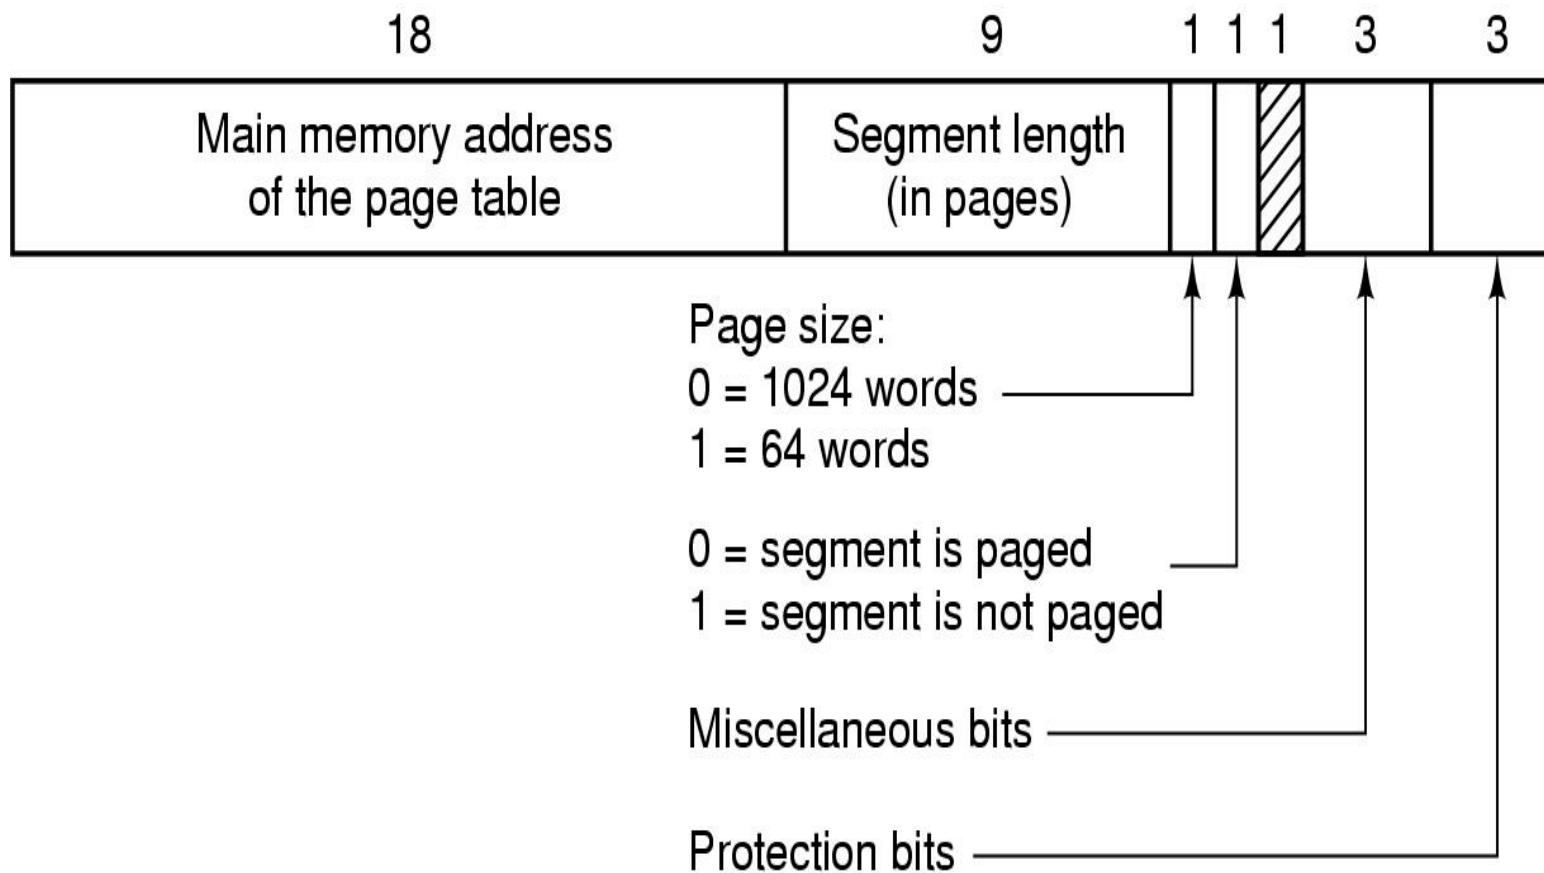 18 9 1 1 1 3 3
Main memory address
of the page table
Segment length
(in pages)
Page size:
0 = 1024 words
1 = 64 words
0 = segment is paged
1 = segment is not paged
Miscellaneous bits
Protection bits